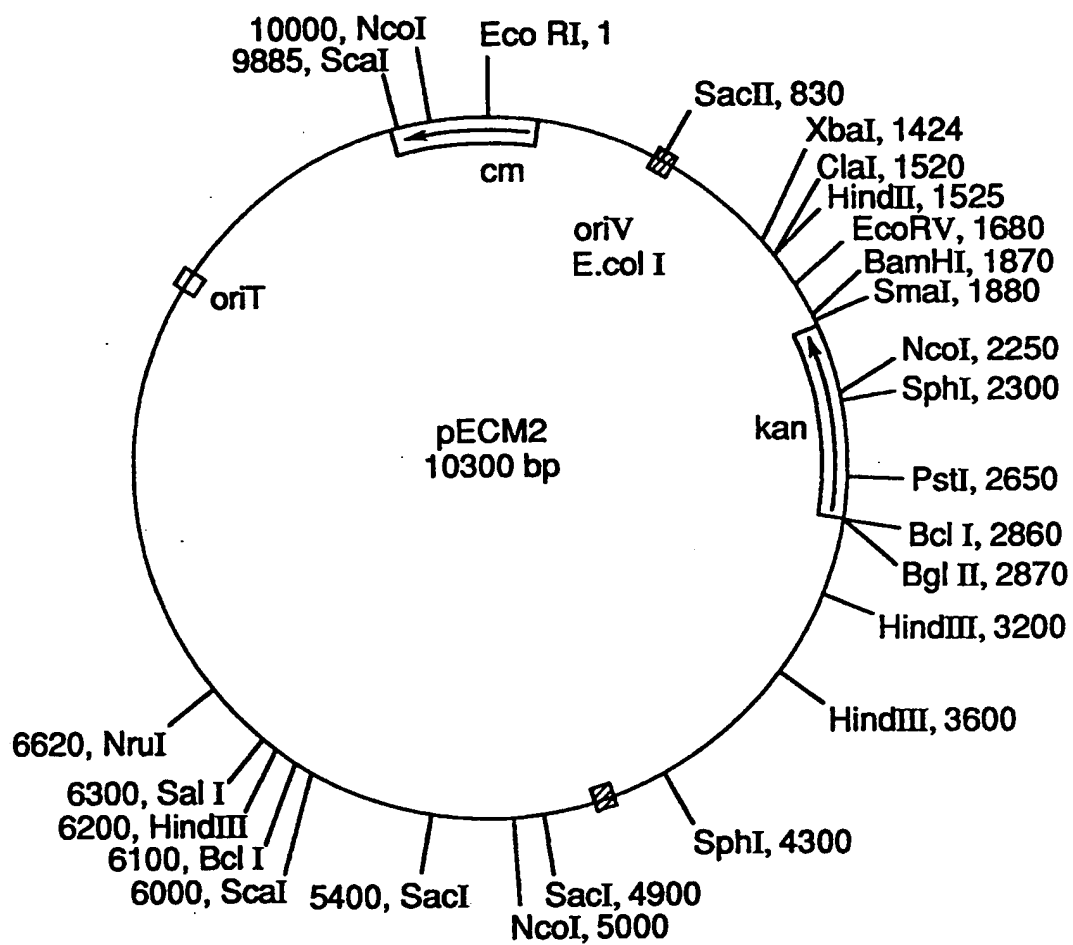 10000, NcoI
9885, ScaI
Eco RI, 1
SacII, 830
XbaI, 1424
ClaI, 1520
HindII, 1525
EcoRV, 1680
BamHI, 1870
SmaI, 1880
NcoI, 2250
SphI, 2300
PstI, 2650
Bcl I, 2860
Bgl II, 2870
HindIII, 3200
HindIII, 3600
SphI, 4300
SacI, 4900
NcoI, 5000
5400, SacI
6000, ScaI
6100, Bcl I
6200, HindIII
6300, Sal I
6620, NruI
oriT
cm
oriV
E.col I
kan
pECM2
10300 bp